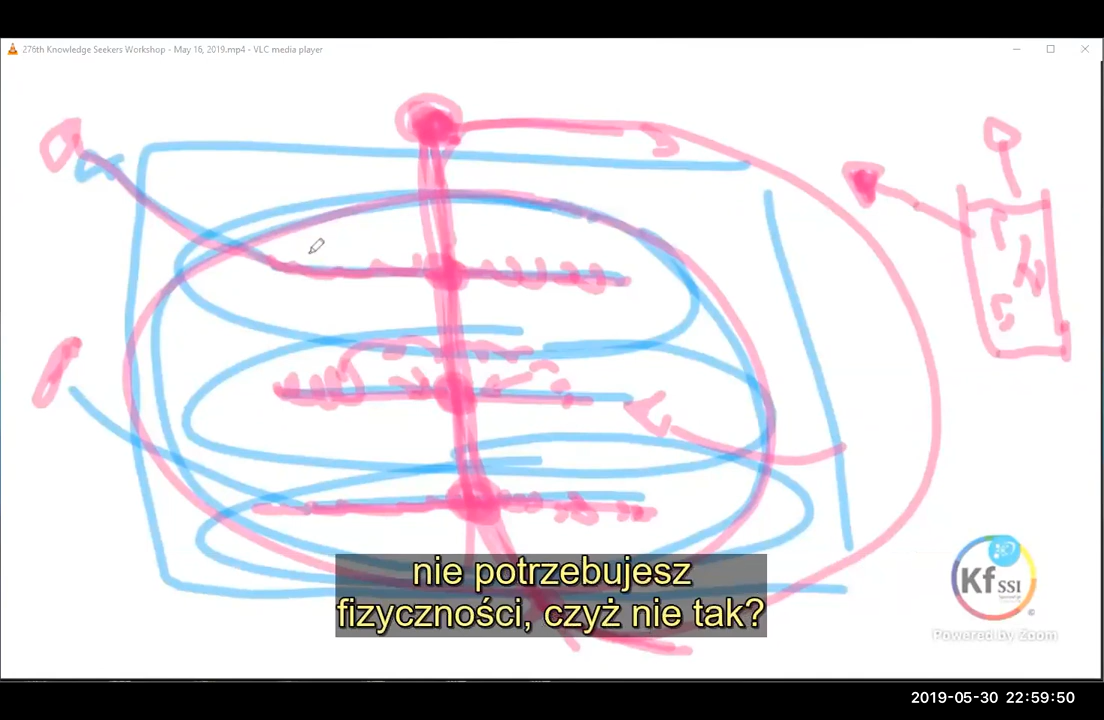 276th Knowledge Seekers Workshop - May 16, 2019.mp4 - VLC media player
nie potrzebujesz
fizyczności, czyż nie tak?
Kf SSI
Powered by Zoom
2019-05-30 22:59:50